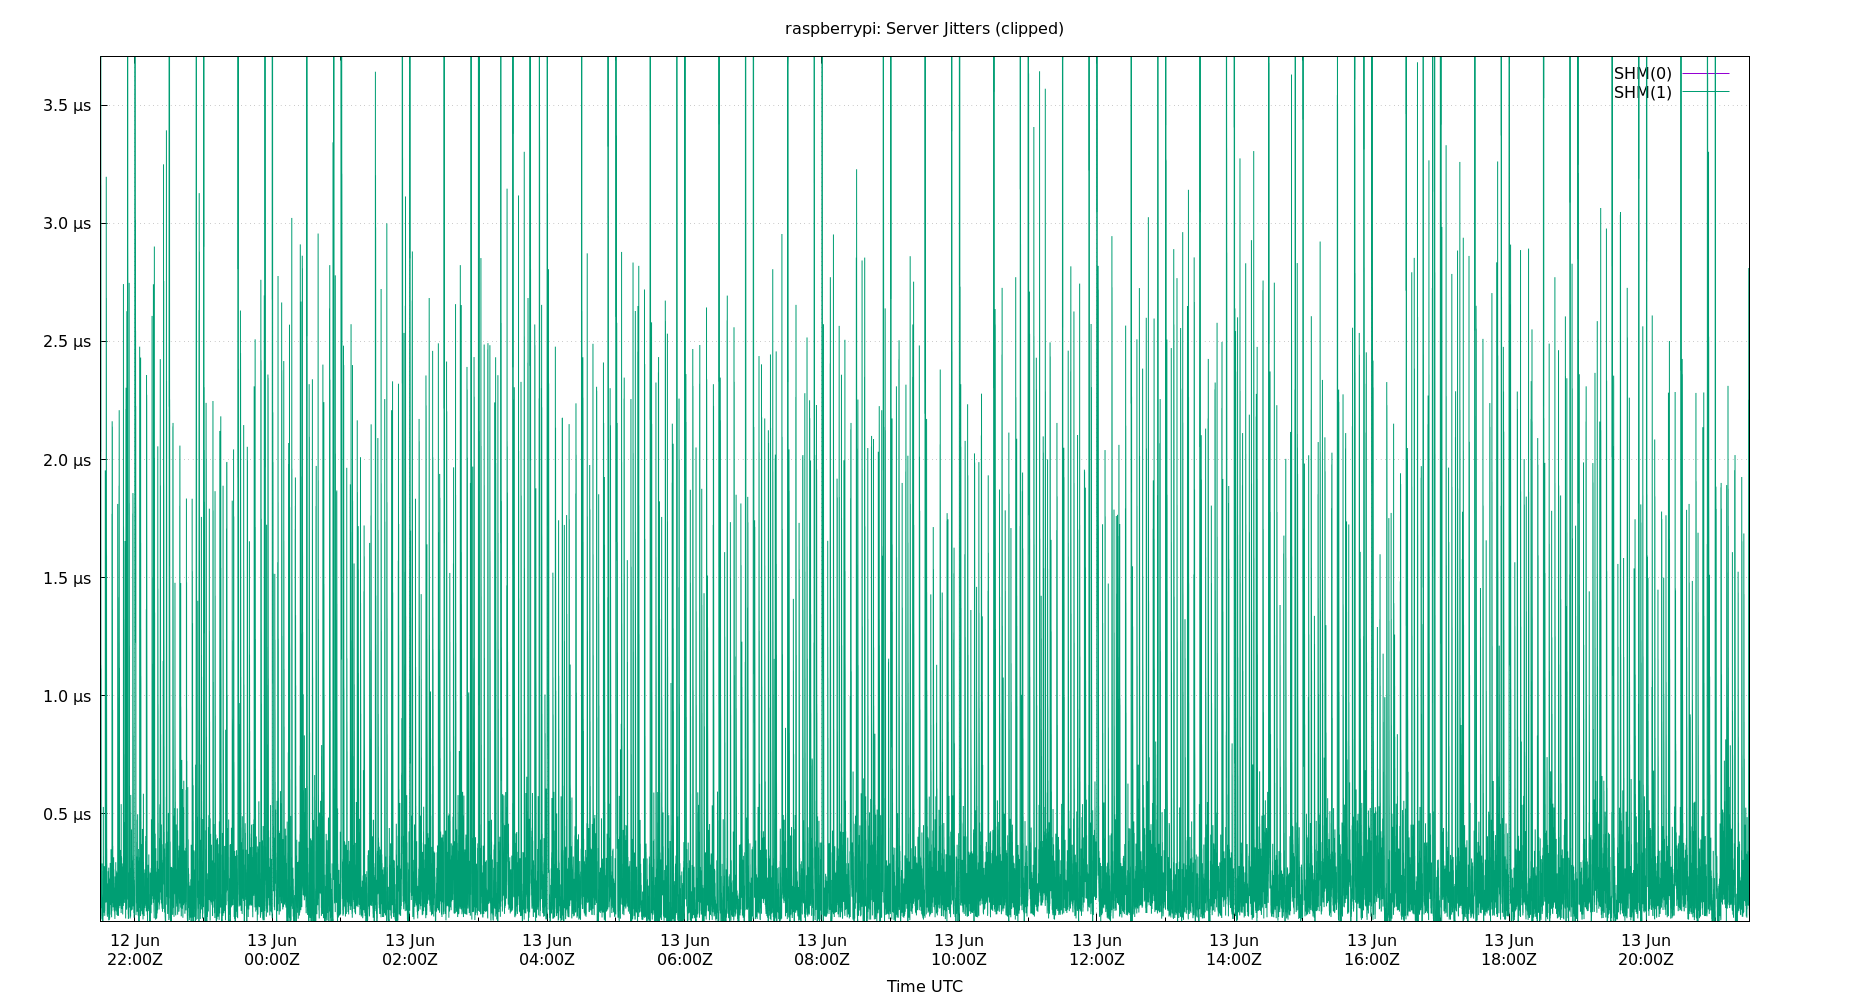 raspberrypi: Server Jitters (clipped)
SHM(0)
SHM(1)
3.5 µs
3.0 µs
2.5 µs
2.0 µs
1.5 µs
1.0 µs
0.5 µs
12 Jun 13 Jun 13 Jun 13 Jun 13 Jun 13 Jun 13 Jun 13 Jun 13 Jun 13 Jun 13 Jun 13 Jun
22:00Z 00:00Z 02:00Z 04:00Z 06:00Z 08:00Z 10:00Z 12:00Z 14:00Z 16:00Z 18:00Z 20:00Z
Time UTC